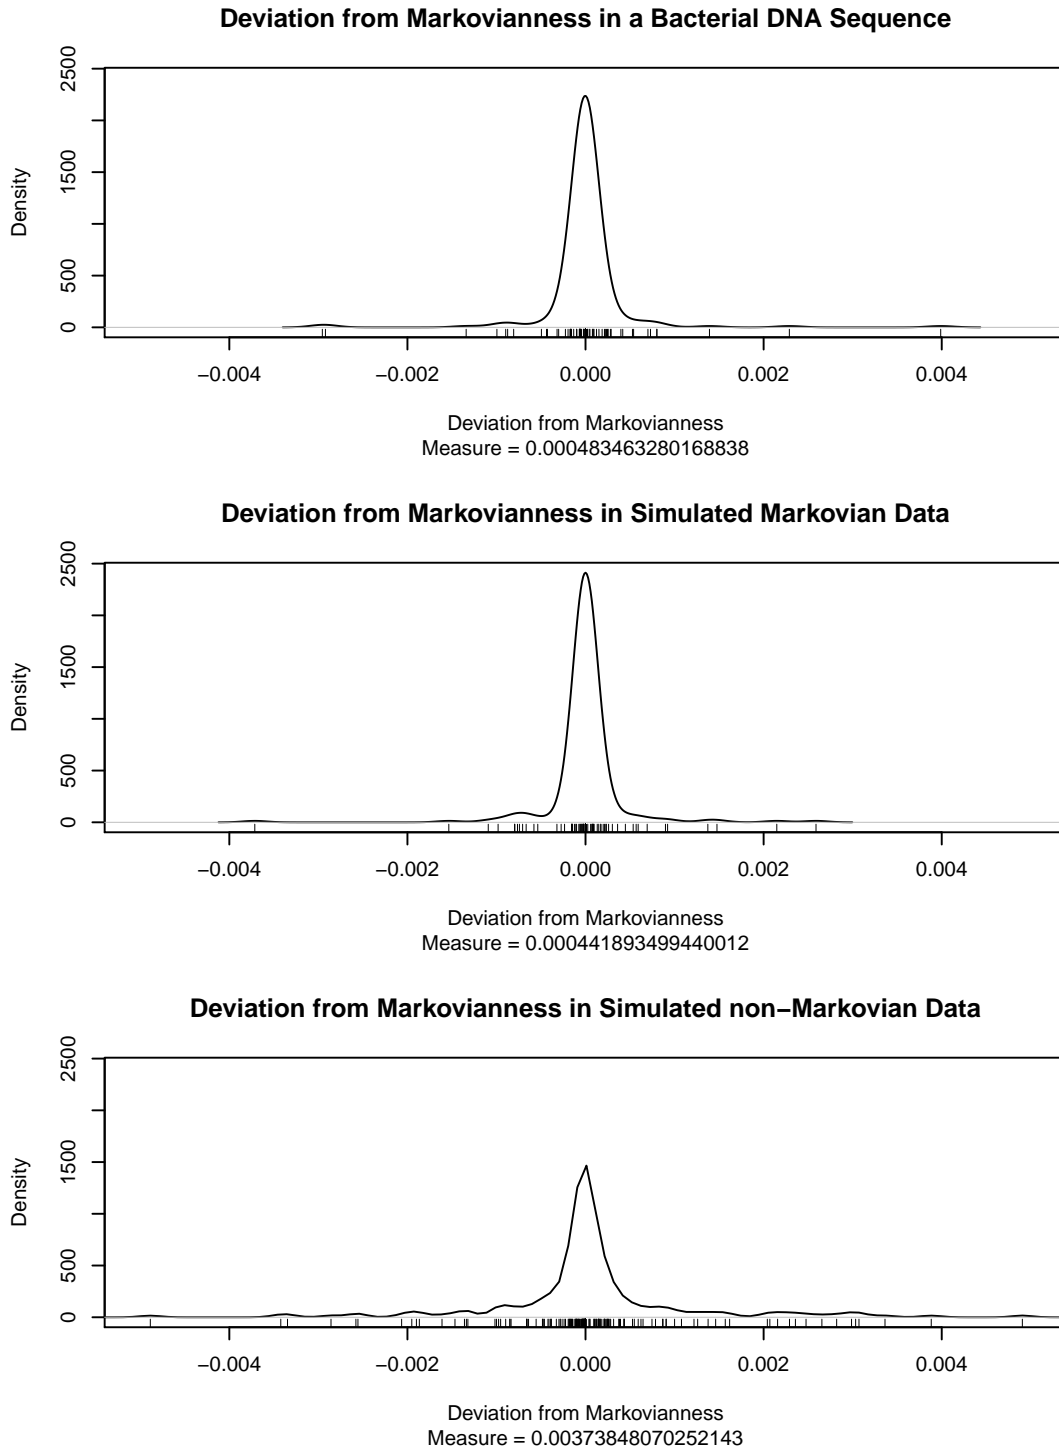 Deviation from Markovianness in a Bacterial DNA Sequence
2500
1500
500
0
Density
−0.004 −0.002 0.000 0.002 0.004
Deviation from Markovianness
Measure = 0.000483463280168838
Deviation from Markovianness in Simulated Markovian Data
2500
1500
500
0
Density
−0.004 −0.002 0.000 0.002 0.004
Deviation from Markovianness
Measure = 0.000441893499440012
Deviation from Markovianness in Simulated non−Markovian Data
2500
1500
500
0
Density
−0.004 −0.002 0.000 0.002 0.004
Deviation from Markovianness
Measure = 0.00373848070252143